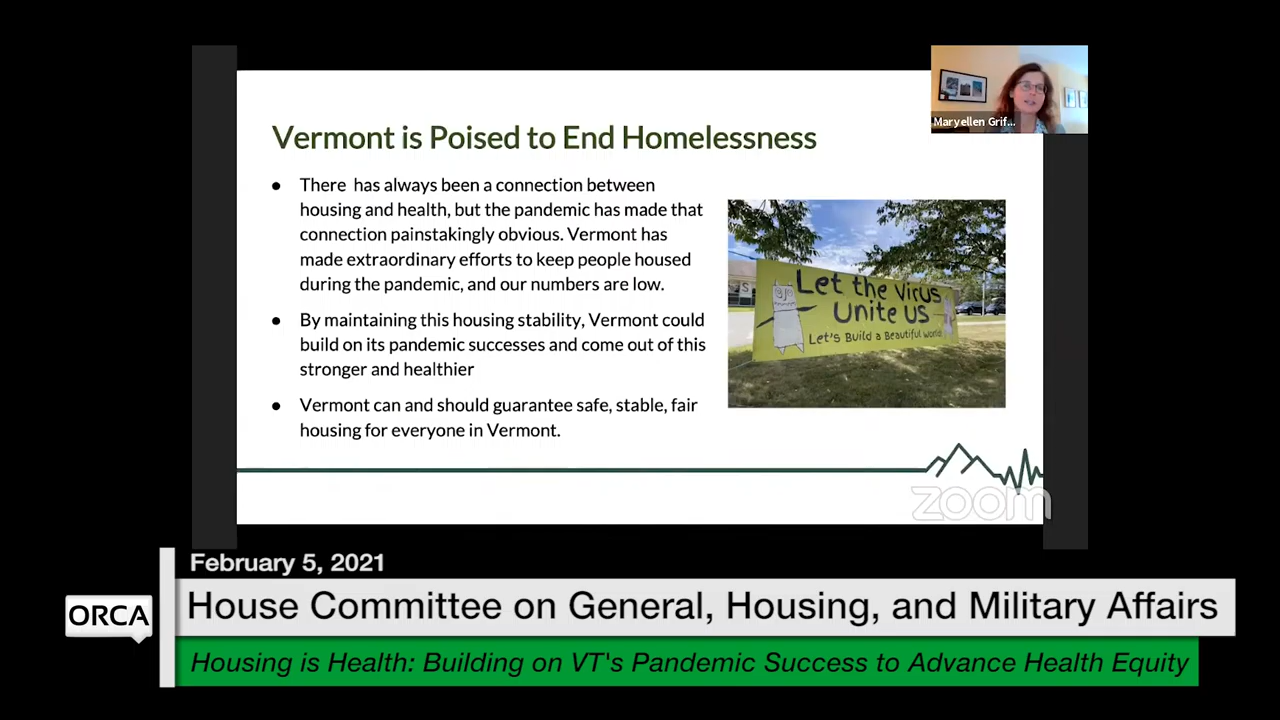 Maryellen Grif...
Vermont is Poised to End Homelessness
● There has always been a connection between
housing and health, but the pandemic has made that
connection painstakingly obvious. Vermont has
made extraordinary efforts to keep people housed
during the pandemic, and our numbers are low.
● By maintaining this housing stability, Vermont could
build on its pandemic successes and come out of this
stronger and healthier
● Vermont can and should guarantee safe, stable, fair
housing for everyone in Vermont.
Let the Virus
Unite US
Let's Build a Beautiful World
zoom
February 5, 2021
ORCA
House Committee on General, Housing, and Military Affairs
Housing is Health: Building on VT's Pandemic Success to Advance Health Equity